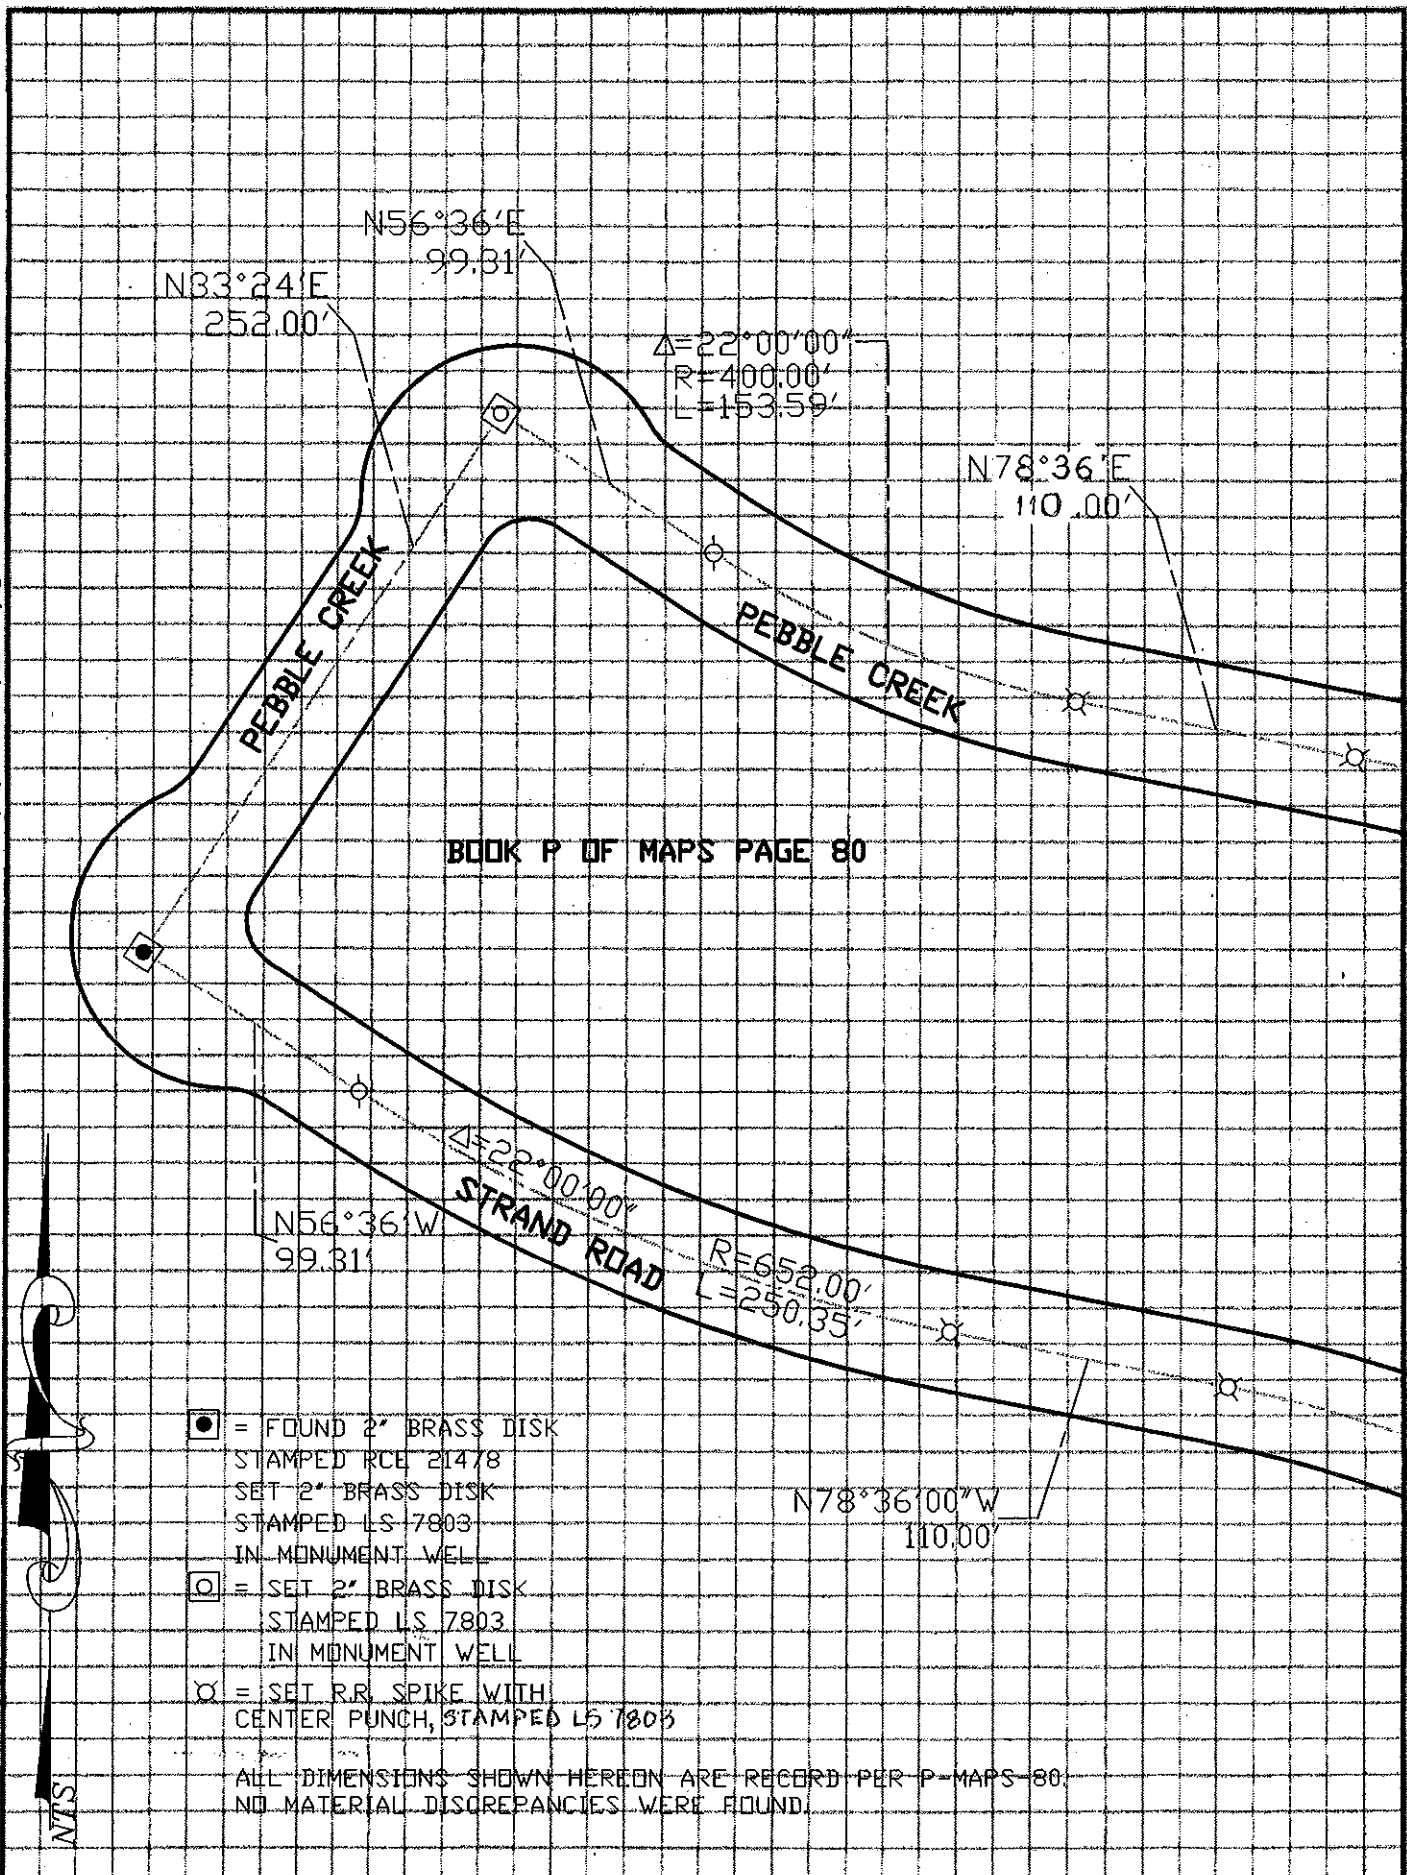 N56°36'E
99.31'
N33°24'E
252.00'
Δ=22°00'00"
R=400.00'
L=153.59'
N78°36'E
110.00'
PEBBLE CREEK
PEBBLE CREEK
BOOK P OF MAPS PAGE 80
Δ=22°00'00"
STRAND ROAD
R=652.00'
L=250.35'
N56°36'W
99.31'
N78°36'00"W
110.00'
= FOUND 2" BRASS DISK
STAMPED RCE 21478
SET 2" BRASS DISK
STAMPED LS 7803
IN MONUMENT WELL
= SET 2" BRASS DISK
STAMPED LS 7803
IN MONUMENT WELL
= SET R.R. SPIKE WITH
CENTER PUNCH, STAMPED LS 7803
ALL DIMENSIONS SHOWN HEREON ARE RECORD PER P-MAPS-80.
NO MATERIAL DISCREPANCIES WERE FOUND.
NTS